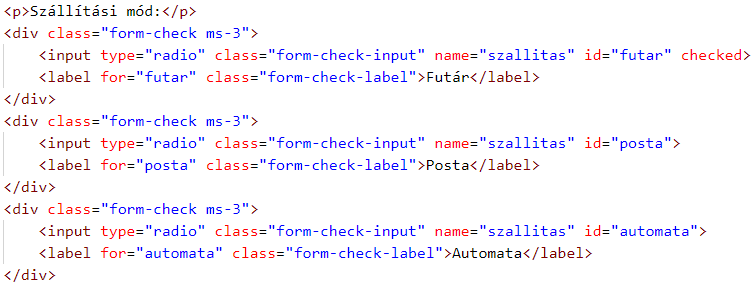 <p>Szállítási mód:</p>
<div class="form-check ms-3">
    <input type="radio" class="form-check-input" name="szallitas" id="futar" checked>
    <label for="futar" class="form-check-label">Futár</label>
</div>
<div class="form-check ms-3">
    <input type="radio" class="form-check-input" name="szallitas" id="posta">
    <label for="posta" class="form-check-label">Posta</label>
</div>
<div class="form-check ms-3">
    <input type="radio" class="form-check-input" name="szallitas" id="automata">
    <label for="automata" class="form-check-label">Automata</label>
</div>